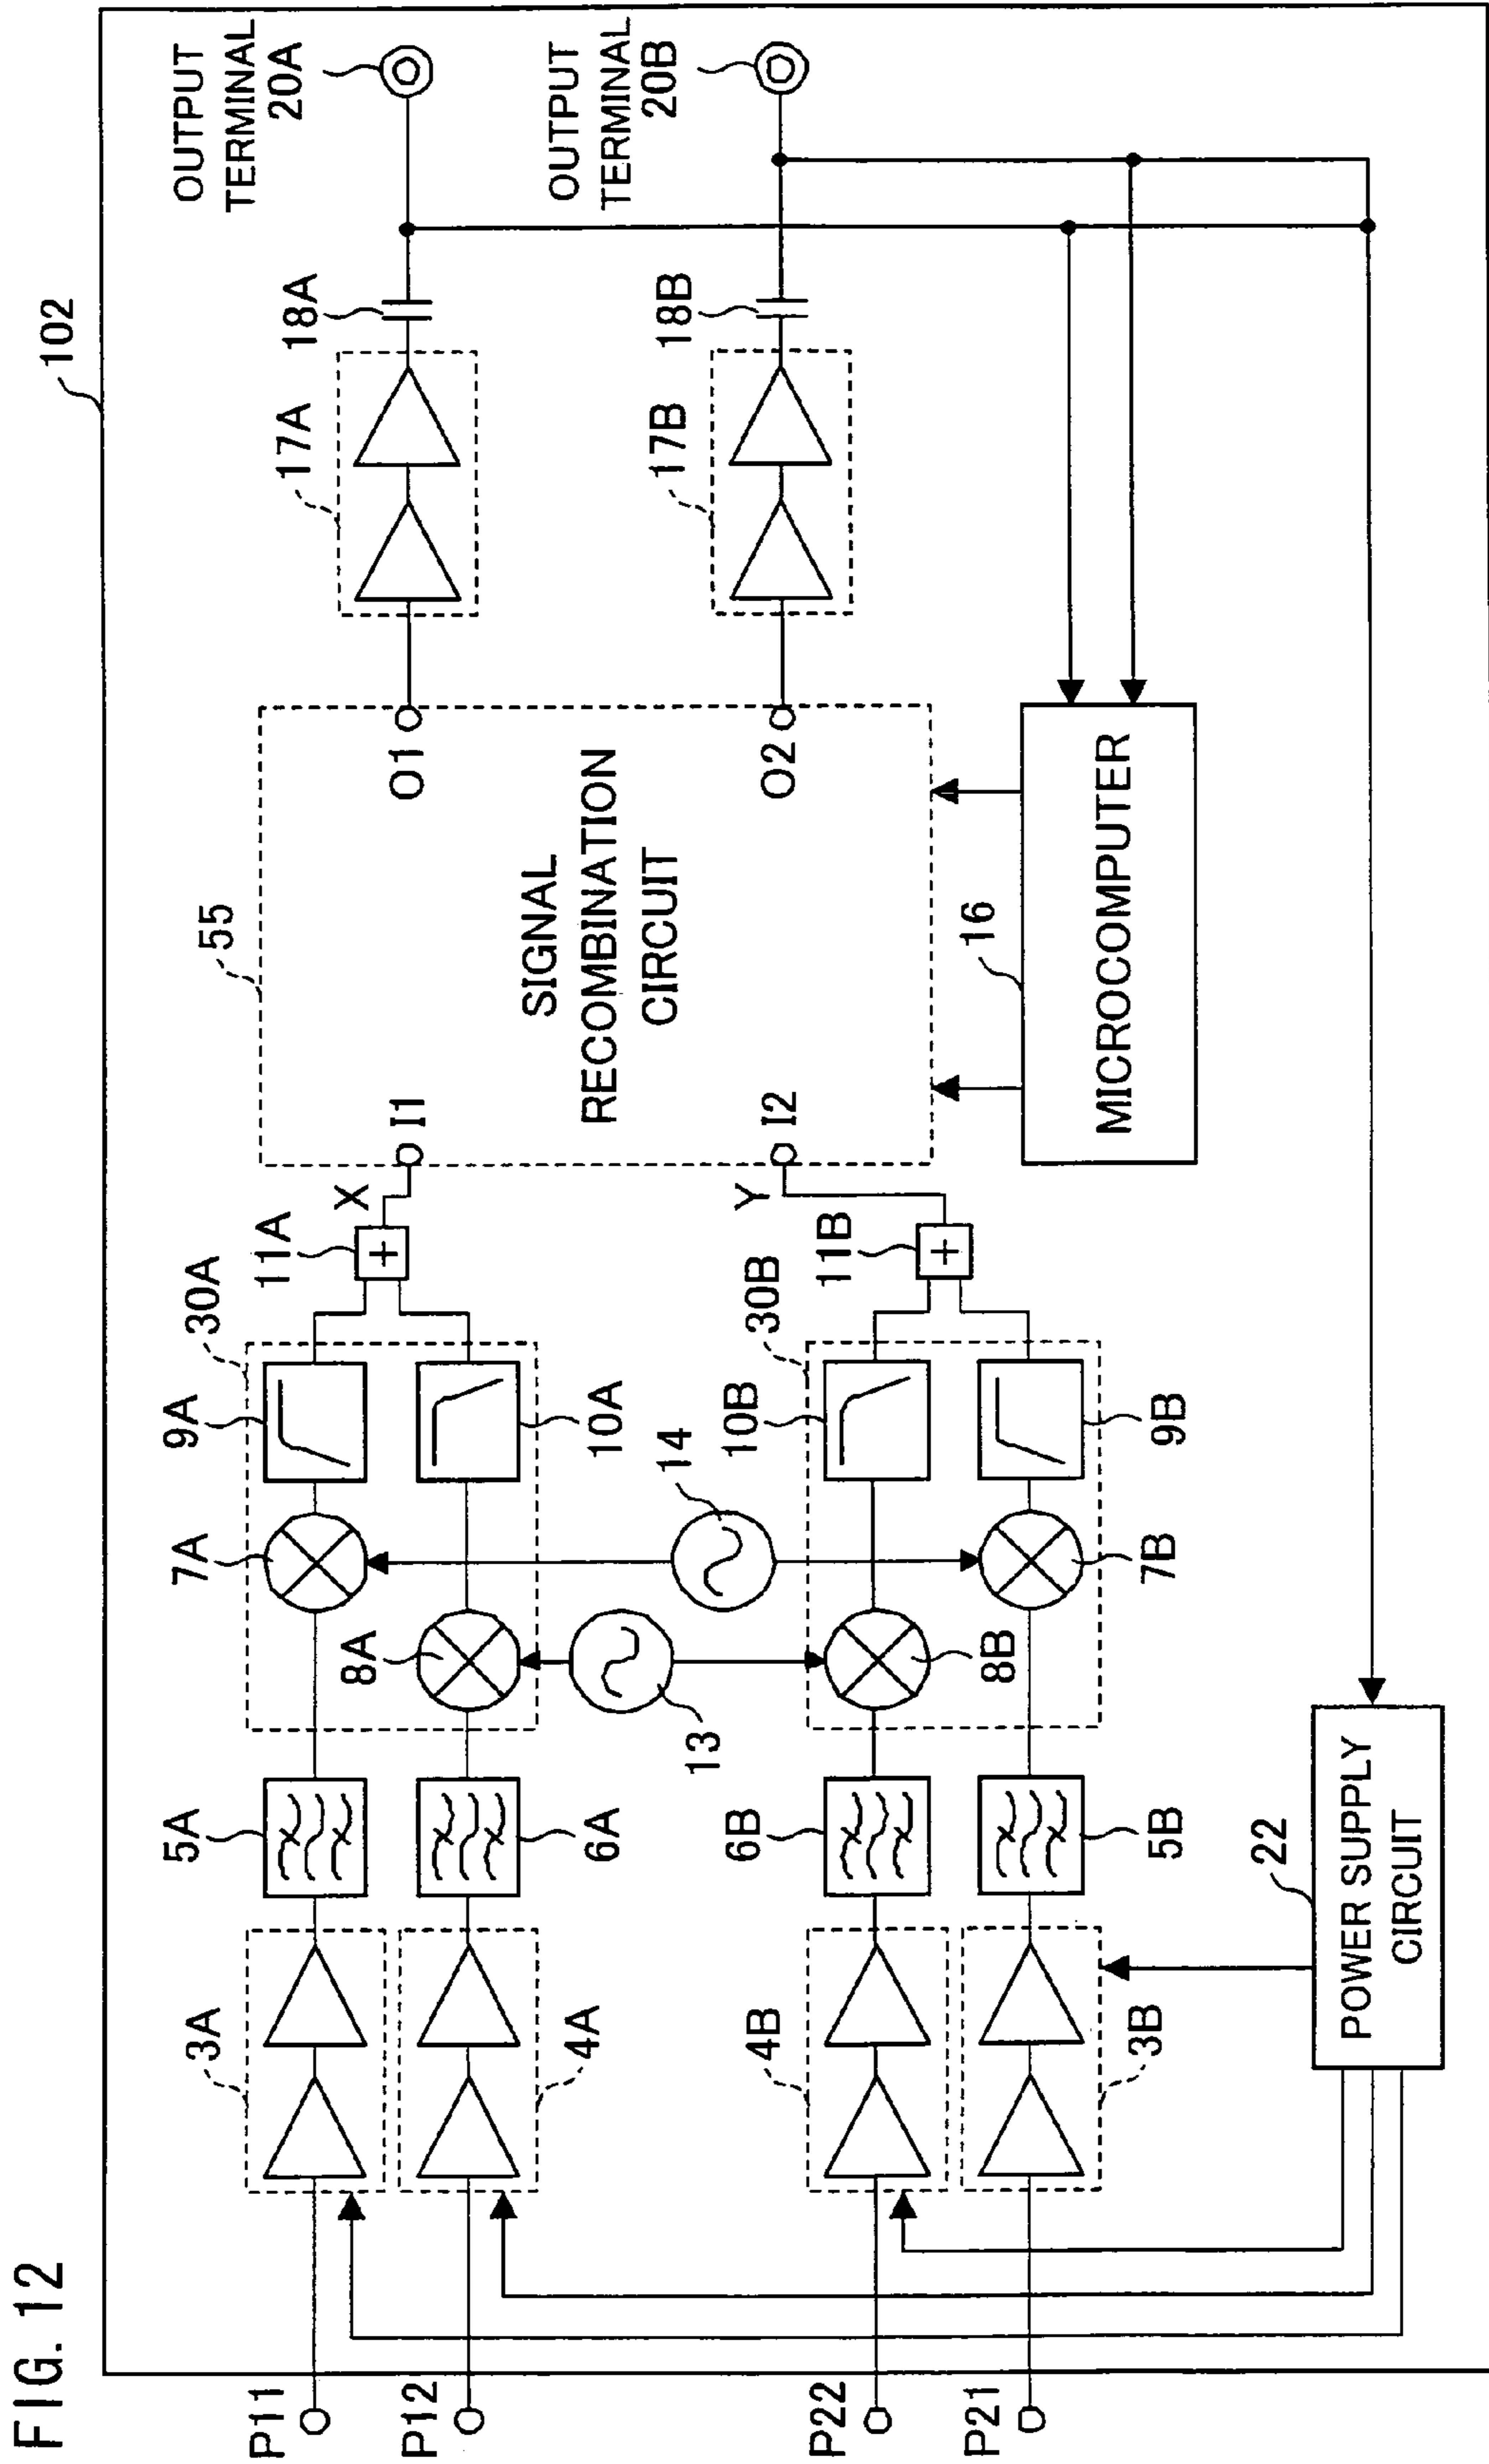 FIG. 12
102
P11
P12
P22
P21
3A
4A
4B
3B
5A
6A
6B
5B
7A
8A
8B
7B
13
14
9A
10A
10B
9B
30A
30B
11A
11B
X
Y
55
I1
I2
SIGNAL
RECOMBINATION
CIRCUIT
O1
O2
16
MICROCOMPUTER
17A
17B
18A
18B
OUTPUT
TERMINAL
20A
OUTPUT
TERMINAL
20B
22
POWER SUPPLY
CIRCUIT